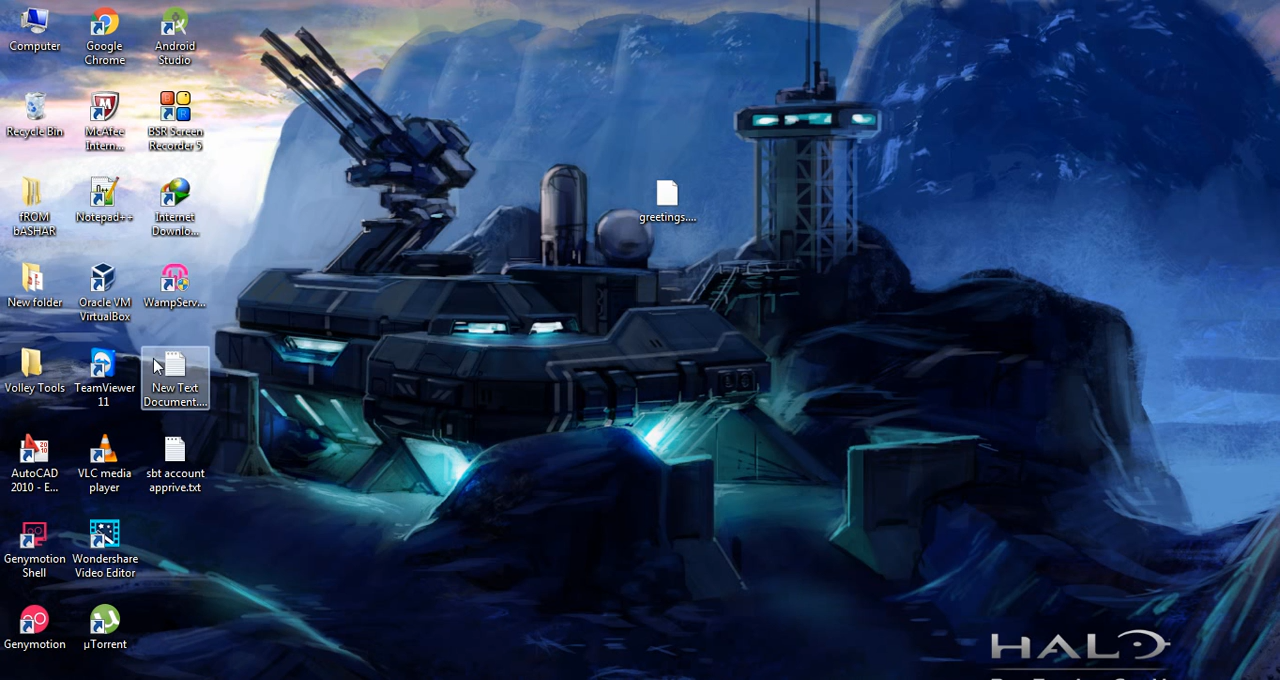 Computer
Google
Chrome
Android
Studio
Recycle Bin
McAfee
Intern...
BSR Screen
Recorder 5
fROM
bASHAR
Notepad++
Internet
Downlo...
greetings....
New folder
Oracle VM
VirtualBox
WampServ...
Volley Tools
TeamViewer
11
New Text
Document....
AutoCAD
2010 - E...
VLC media
player
sbt account
apprive.txt
Genymotion
Shell
Wondershare
Video Editor
Genymotion
µTorrent
HALO